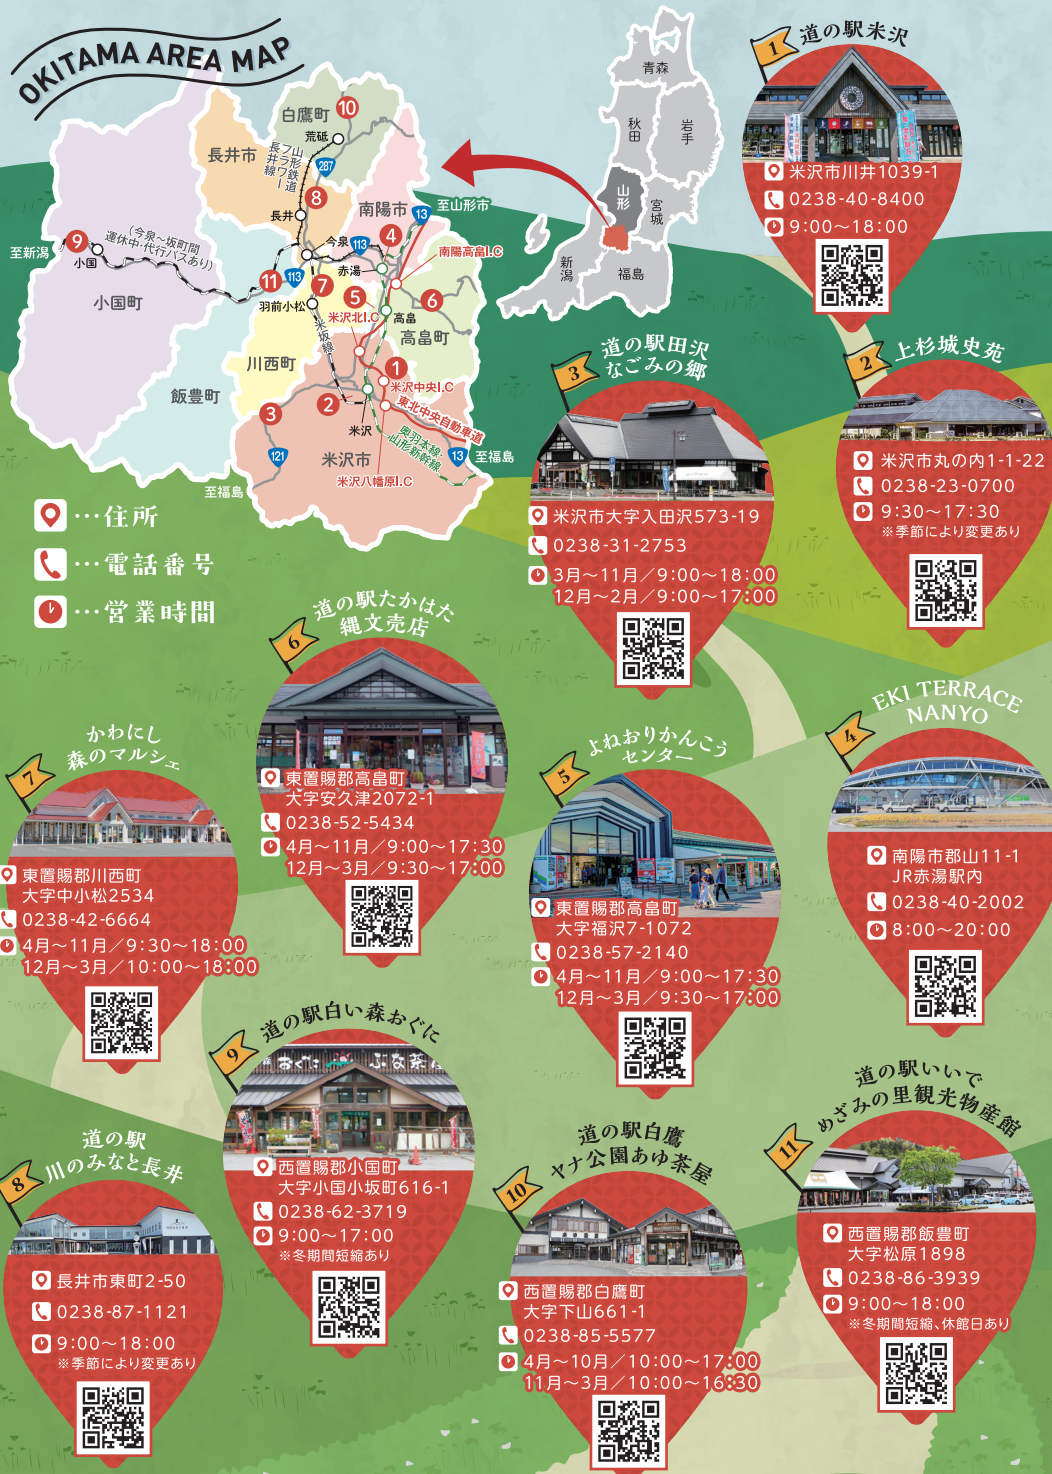 OKITAMA AREA MAP
白鷹町
10
荒砥
287
長井市
山形鉄道
フラワー
長井線
8
長井
南陽市
13
至山形市
今泉
113
4
赤湯
南陽高畠I.C
9
至新潟
小国
(今泉〜坂町間
運休中・代行バスあり)
小国町
11
113
7
羽前小松
5
米沢北I.C
高畠
6
高畠町
米坂線
川西町
飯豊町
1
米沢中央I.C
2
3
米沢
東北中央自動車道
奥羽本線・
山形新幹線
121
米沢市
13
至福島
米沢八幡原I.C
至福島
青森
秋田
岩手
山形
宮城
新潟
福島
…住所
…電話番号
…営業時間
1
道の駅米沢
米沢市川井1039-1
0238-40-8400
9:00〜18:00
2
上杉城史苑
米沢市丸の内1-1-22
0238-23-0700
9:30〜17:30
※季節により変更あり
3
道の駅田沢
なごみの郷
米沢市大字入田沢573-19
0238-31-2753
3月〜11月／9:00〜18:00
12月〜2月／9:00〜17:00
4
EKI TERRACE
NANYO
南陽市郡山11-1
JR赤湯駅内
0238-40-2002
8:00〜20:00
5
よねおりかんこう
センター
東置賜郡高畠町
大字福沢7-1072
0238-57-2140
4月〜11月／9:00〜17:30
12月〜3月／9:30〜17:00
6
道の駅たかはた
縄文売店
東置賜郡高畠町
大字安久津2072-1
0238-52-5434
4月〜11月／9:00〜17:30
12月〜3月／9:30〜17:00
7
かわにし
森のマルシェ
東置賜郡川西町
大字中小松2534
0238-42-6664
4月〜11月／9:30〜18:00
12月〜3月／10:00〜18:00
8
道の駅
川のみなと長井
長井市東町2-50
0238-87-1121
9:00〜18:00
※季節により変更あり
9
道の駅白い森おぐに
西置賜郡小国町
大字小国小坂町616-1
0238-62-3719
9:00〜17:00
※冬期間短縮あり
10
道の駅白鷹
ヤナ公園あゆ茶屋
西置賜郡白鷹町
大字下山661-1
0238-85-5577
4月〜10月／10:00〜17:00
11月〜3月／10:00〜16:30
11
道の駅いいで
めざみの里観光物産館
西置賜郡飯豊町
大字松原1898
0238-86-3939
9:00〜18:00
※冬期間短縮、休館日あり